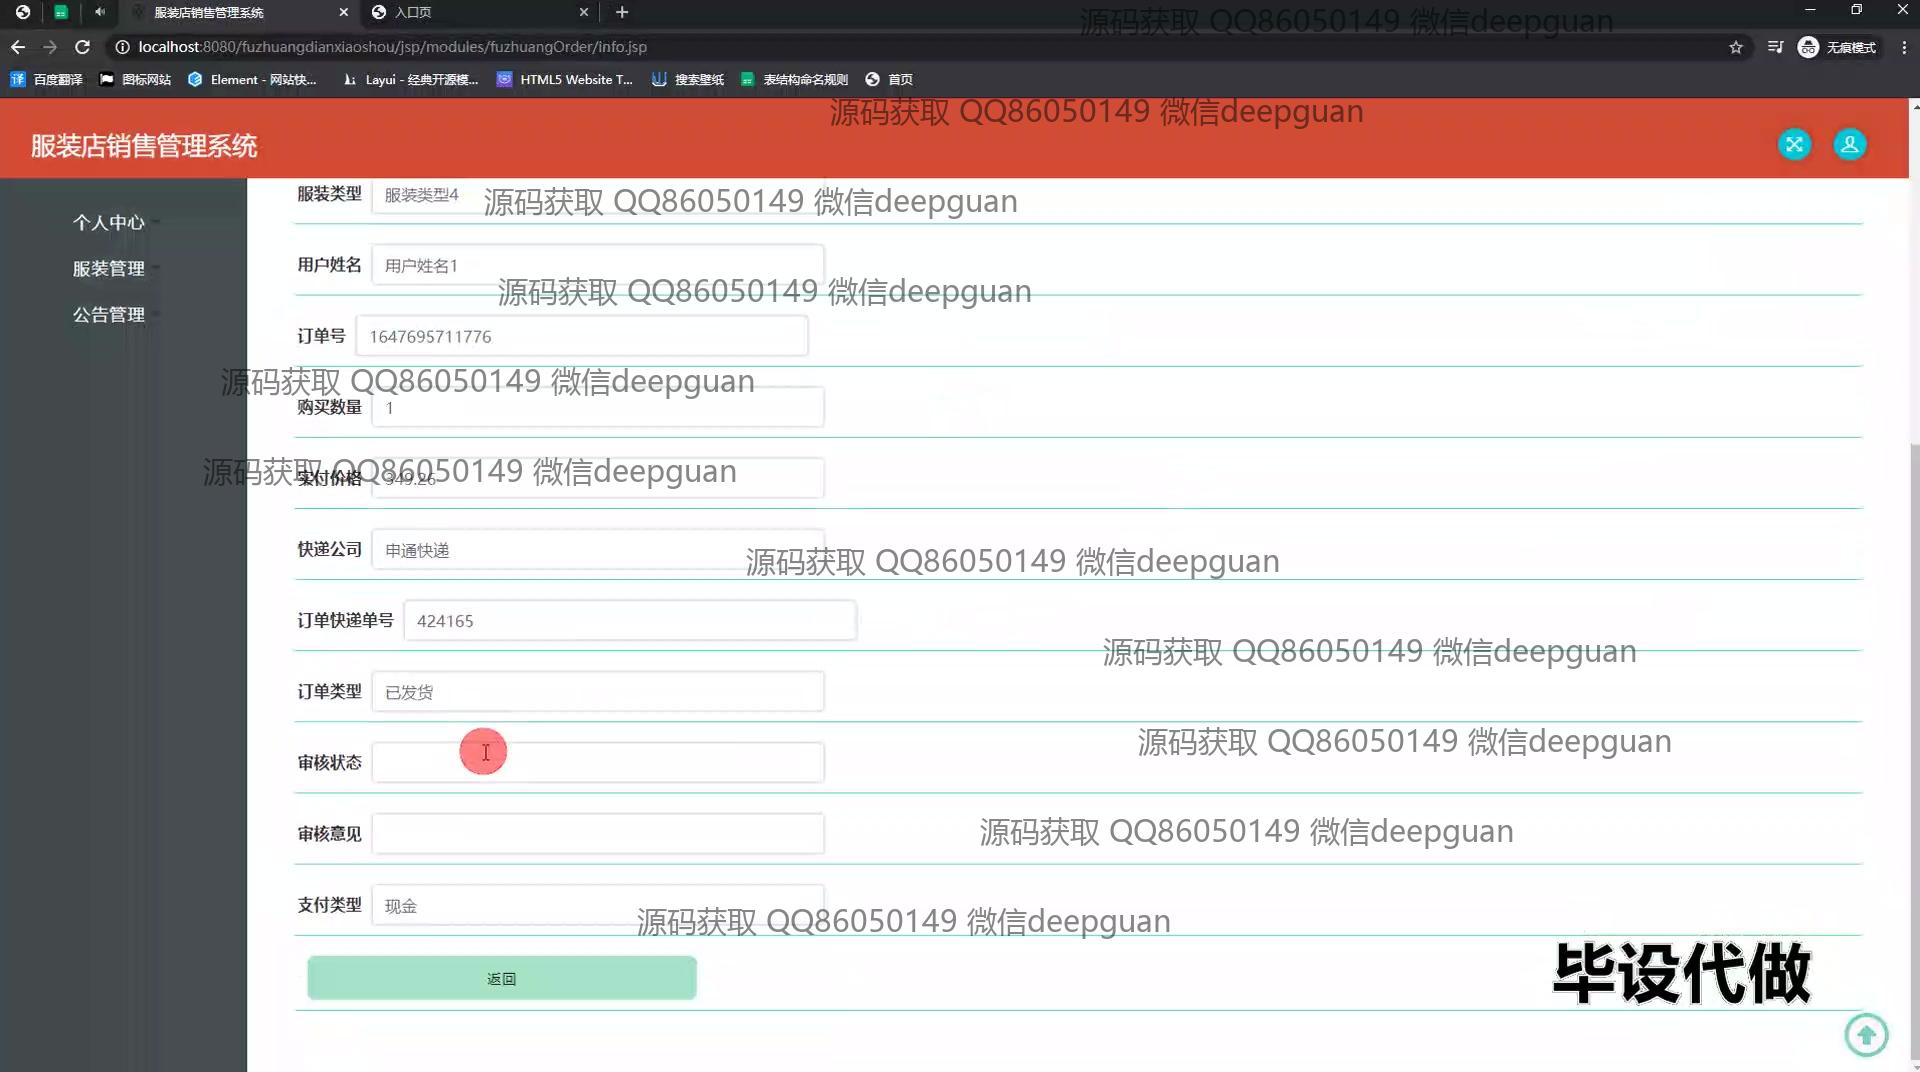 服装店销售管理系统
入口页
源码获取 QQ86050149 微信deepguan
localhost:8080/fuzhuangdianxiaoshou/jsp/modules/fuzhuangOrder/info.jsp
无痕模式
百度翻译
图标网站
Element - 网站快...
Layui - 经典开源模...
HTML5 Website T...
搜索壁纸
表结构命名规则
首页
源码获取 QQ86050149 微信deepguan
服装店销售管理系统
个人中心
服装管理
公告管理
服装类型 服装类型4
源码获取 QQ86050149 微信deepguan
用户姓名 用户姓名1
源码获取 QQ86050149 微信deepguan
订单号 1647695711776
源码获取 QQ86050149 微信deepguan
购买数量 1
源码获取 QQ86050149 微信deepguan
实付价格 349.26
快递公司 申通快递
源码获取 QQ86050149 微信deepguan
订单快递单号 424165
源码获取 QQ86050149 微信deepguan
订单类型 已发货
源码获取 QQ86050149 微信deepguan
审核状态
审核意见
源码获取 QQ86050149 微信deepguan
支付类型 现金
源码获取 QQ86050149 微信deepguan
返回
毕设代做